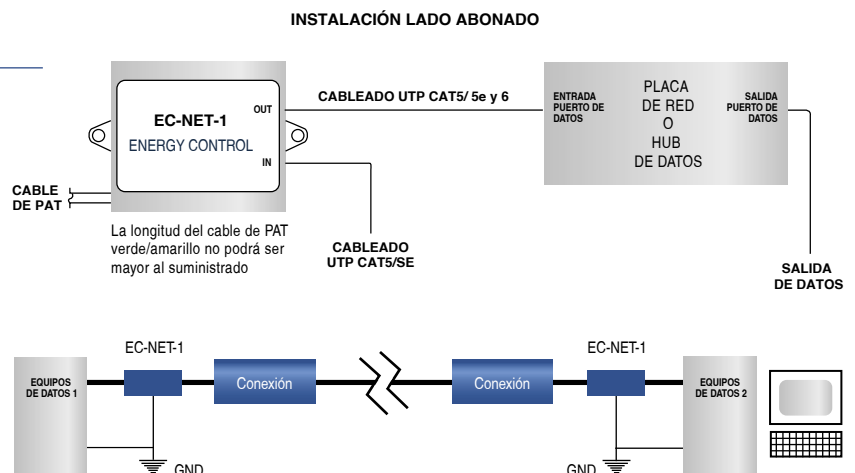 INSTALACIÓN LADO ABONADO
EC-NET-1
ENERGY CONTROL
OUT
IN
CABLEADO UTP CAT5/ 5e y 6
ENTRADA
PUERTO DE
DATOS
PLACA
DE RED
O
HUB
DE DATOS
SALIDA
PUERTO DE
DATOS
CABLE
DE PAT
La longitud del cable de PAT
verde/amarillo no podrá ser
mayor al suministrado
CABLEADO
UTP CAT5/SE
SALIDA
DE DATOS
EC-NET-1
EC-NET-1
EQUIPOS
DE DATOS 1
Conexión
Conexión
EQUIPOS
DE DATOS 2
GND
GND